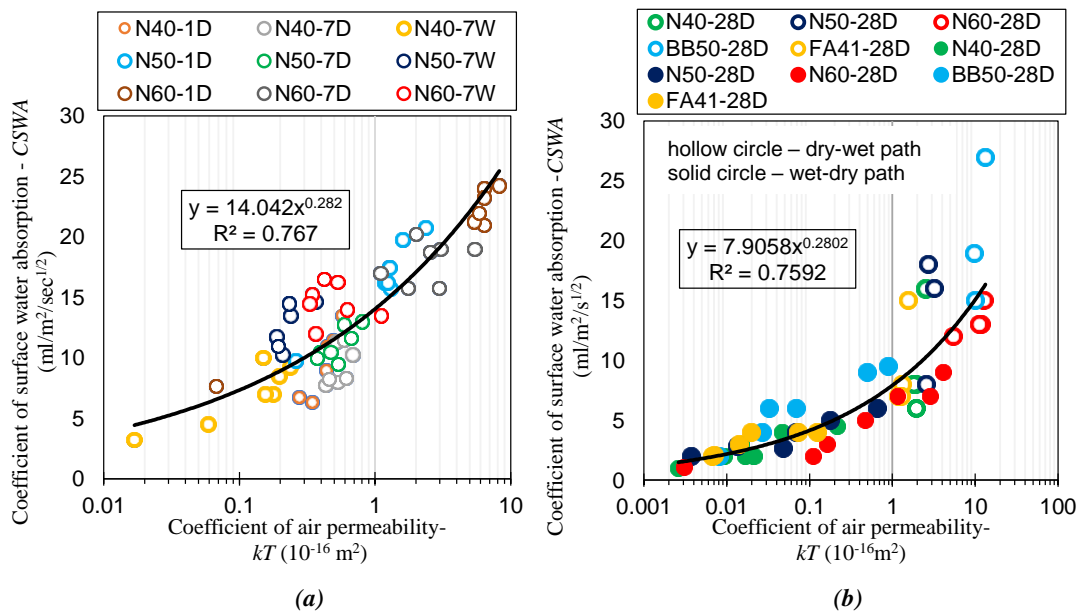 N40-1D N40-7D N40-7W
N50-1D N50-7D N50-7W
N60-1D N60-7D N60-7W
Coefficient of surface water absorption - CSWA
(ml/m²/sec^1/2)
30
25
20
15
10
5
0
y = 14.042x^0.282
R² = 0.767
0.01 0.1 1 10
Coefficient of air permeability-
kT (10^-16 m²)
(a)
N40-28D N50-28D N60-28D
BB50-28D FA41-28D N40-28D
N50-28D N60-28D BB50-28D
FA41-28D
Coefficient of surface water absorption -CSWA
(ml/m²/s^1/2)
30
25
20
15
10
5
0
hollow circle – dry-wet path
solid circle – wet-dry path
y = 7.9058x^0.2802
R² = 0.7592
0.001 0.01 0.1 1 10 100
Coefficient of air permeability-
kT (10^-16m²)
(b)